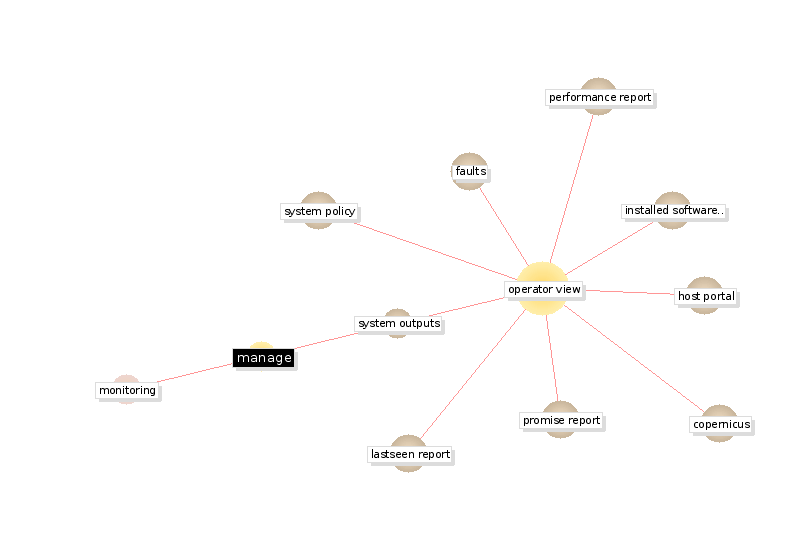 performance report
faults
system policy
installed software..
operator view
host portal
system outputs
manage
monitoring
promise report
copernicus
lastseen report